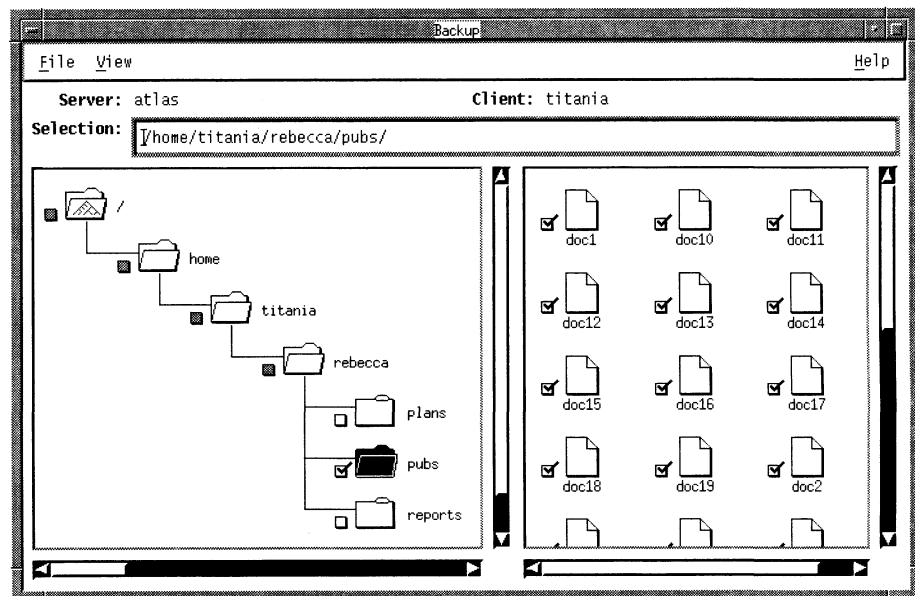 Backup
File View Help
Server: atlas Client: titania
Selection: /home/titania/rebecca/pubs/
/
home
titania
rebecca
plans
pubs
reports
doc1 doc10 doc11
doc12 doc13 doc14
doc15 doc16 doc17
doc18 doc19 doc2